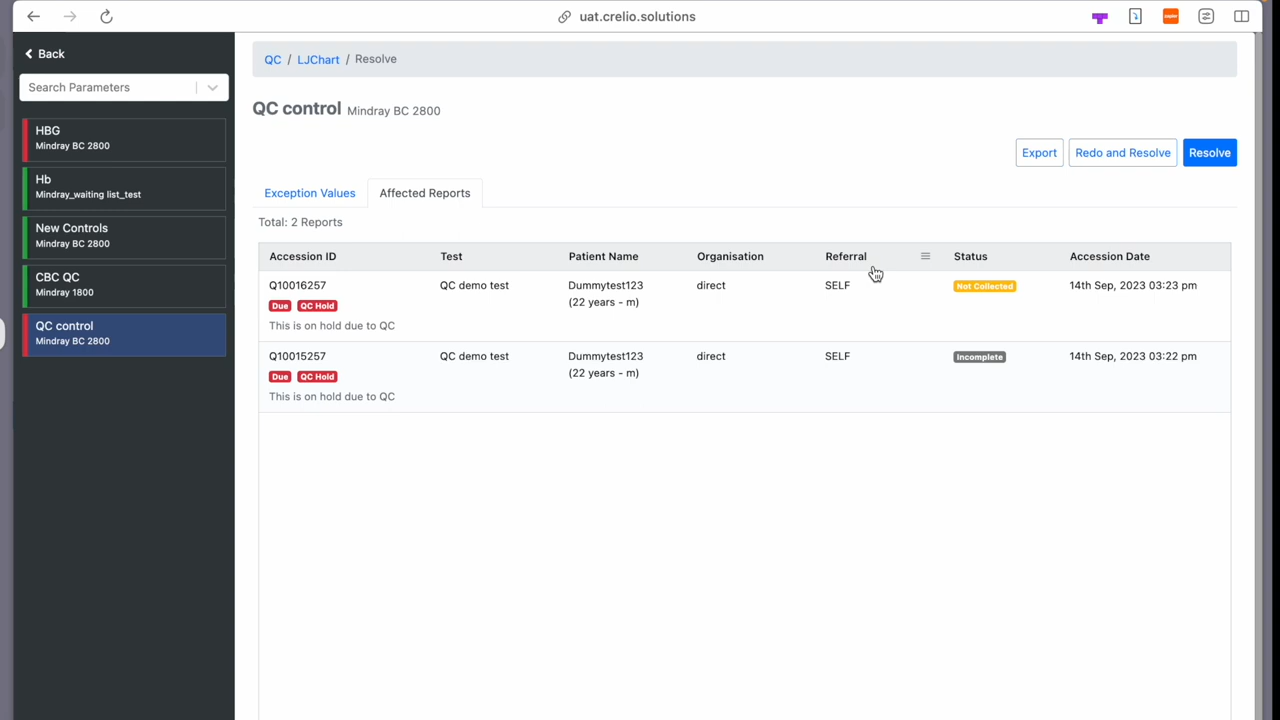 uat.crelio.solutions
Back
Search Parameters
HBG
Mindray BC 2800
Hb
Mindray_waiting list_test
New Controls
Mindray BC 2800
CBC QC
Mindray 1800
QC control
Mindray BC 2800
QC / LJChart / Resolve
QC control Mindray BC 2800
Export Redo and Resolve Resolve
Exception Values Affected Reports
Total: 2 Reports
Accession ID Test Patient Name Organisation Referral Status Accession Date
Q10016257 QC demo test Dummytest123 direct SELF Not Collected 14th Sep, 2023 03:23 pm
Due QC Hold (22 years - m)
This is on hold due to QC
Q10015257 QC demo test Dummytest123 direct SELF Incomplete 14th Sep, 2023 03:22 pm
Due QC Hold (22 years - m)
This is on hold due to QC